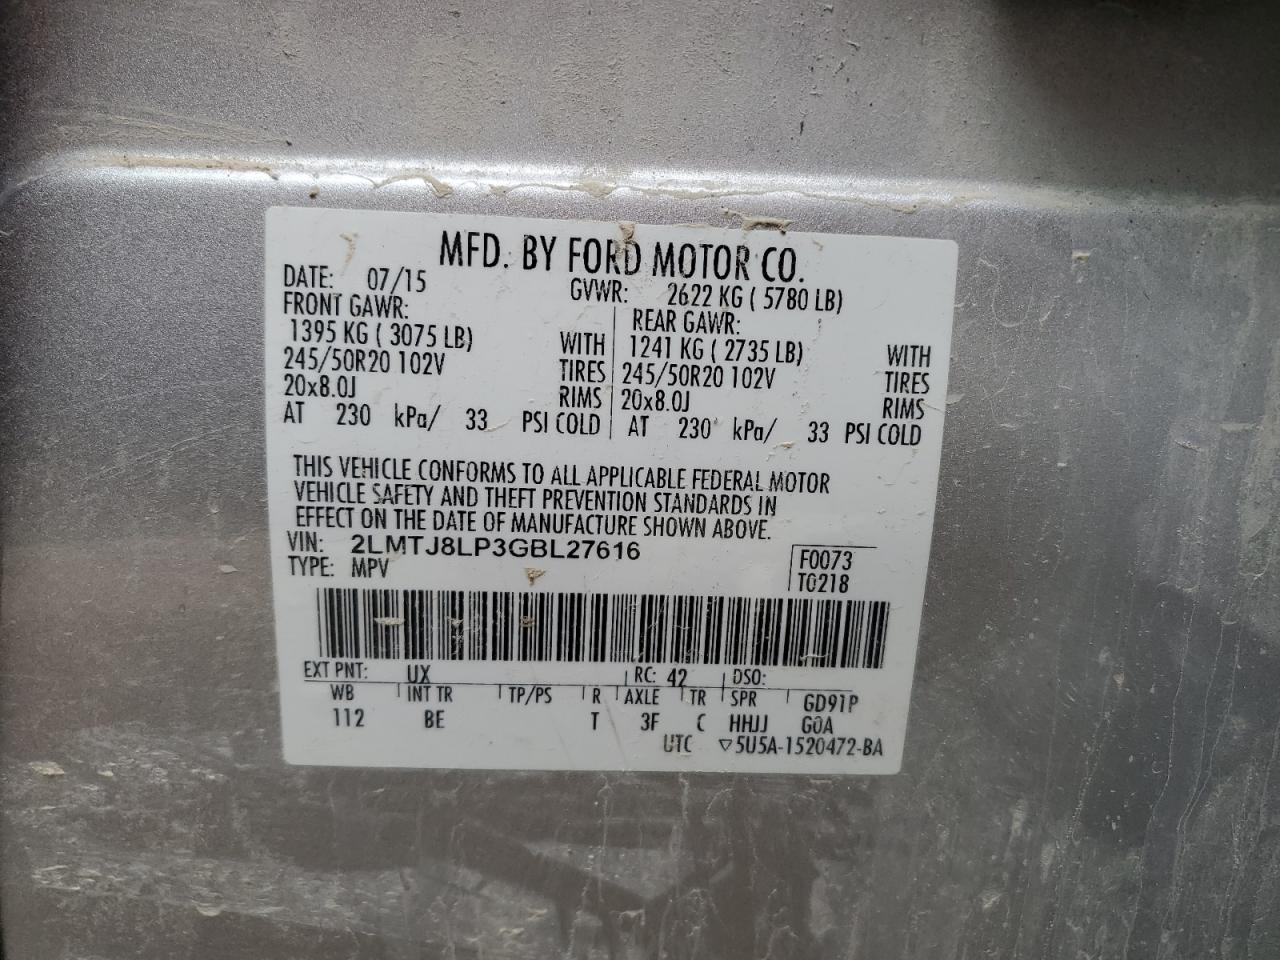 MFD. BY FORD MOTOR CO.
DATE: 07/15 GVWR: 2622 KG ( 5780 LB)
FRONT GAWR: REAR GAWR:
1395 KG ( 3075 LB) WITH 1241 KG ( 2735 LB) WITH
245/50R20 102V TIRES 245/50R20 102V TIRES
20x8.0J RIMS 20x8.0J RIMS
AT 230 kPa/ 33 PSI COLD AT 230 kPa/ 33 PSI COLD
THIS VEHICLE CONFORMS TO ALL APPLICABLE FEDERAL MOTOR
VEHICLE SAFETY AND THEFT PREVENTION STANDARDS IN
EFFECT ON THE DATE OF MANUFACTURE SHOWN ABOVE.
VIN: 2LMTJ8LP3GBL27616 F0073
TYPE: MPV T0218
EXT PNT: UX RC: 42 DSO:
WB INT TR TP/PS R AXLE TR SPR GD91P
112 BE T 3F C HHJJ G0A
UTC ▽5U5A-1520472-BA